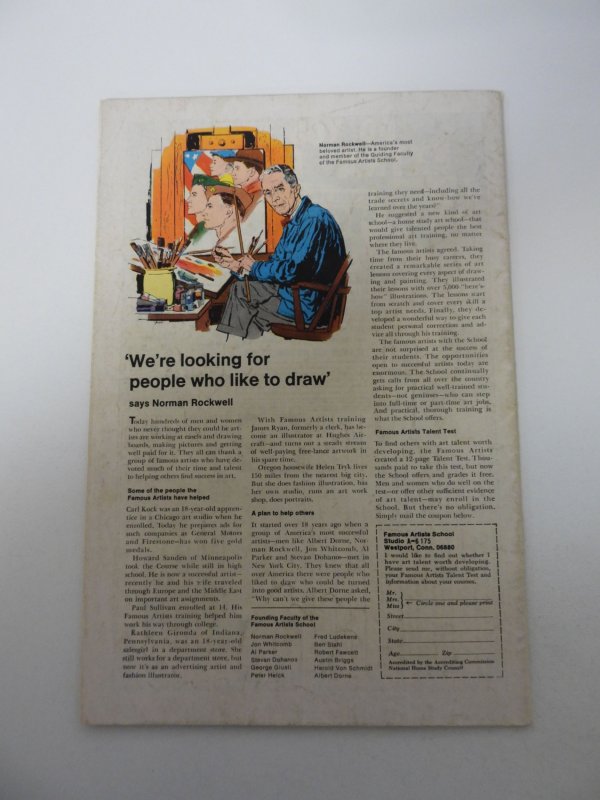 Norman Rockwell—America's most
beloved artist. He is a founder
and member of the Guiding Faculty
of the Famous Artists School.
'We're looking for
people who like to draw'
says Norman Rockwell
Today hundreds of men and women
who never thought they could be art-
ists are working at easels and drawing
boards, making pictures and getting
well paid for it. They all can thank a
group of famous artists who have de-
voted much of their time and talent
to helping others find success in art.
Some of the people the
Famous Artists have helped
Carl Kock was an 18-year-old appren-
tice in a Chicago art studio when he
enrolled. Today he prepares ads for
such companies as General Motors
and Firestone—has won five gold
medals.
Howard Sanden of Minneapolis
took the Course while still in high
school. He is now a successful artist—
recently he and his wife traveled
through Europe and the Middle East
on important art assignments.
Paul Sullivan enrolled at 14. His
Famous Artists training helped him
work his way through college.
Kathleen Gironda of Indiana,
Pennsylvania, was an 18-year-old
salesgirl in a department store. She
still works for a department store, but
now it's as an advertising artist and
fashion illustrator.
With Famous Artists training
James Ryan, formerly a clerk, has be-
come an illustrator at Hughes Air-
craft—and turns out a steady stream
of well-paying free-lance artwork in
his spare time.
Oregon housewife Helen Trek lives
150 miles from the nearest big city.
But she does fashion illustration, has
her own studio, runs an art work
shop, does portraits.
A plan to help others
It started over 18 years ago when a
group of America's most successful
artists—men like Albert Dorne, Nor-
man Rockwell, Jon Whitcomb, Al
Parker and Stevan Dohanos—met in
New York City. They knew that all
over America there were people who
liked to draw who could be turned
into good artists. Albert Dorne asked,
"Why can't we give these people the
Founding Faculty of the
Famous Artists School
Norman Rockwell
Jon Whitcomb
Al Parker
Stevan Dohanos
George Giusti
Peter Helck
Fred Ludekens
Ben Stahl
Robert Fawcett
Austin Briggs
Harold Von Schmidt
Albert Dorne
training they need—including all the
trade secrets and know-how we've
learned over the years?"
He suggested a new kind of art
school—a home study art school—that
would give talented people the best
professional art training, no matter
where they live.
The famous artists agreed. Taking
time from their busy careers, they
created a remarkable series of art
lessons covering every aspect of draw-
ing and painting. They illustrated
their lessons with over 5,000 "here's-
how" illustrations. The lessons start
from scratch and cover every skill a
top artist needs. Finally, they de-
veloped a wonderful way to give each
student personal correction and ad-
vice all through his training.
The famous artists with the School
are not surprised at the success of
their students. The opportunities
open to successful artists today are
enormous. The School continually
gets calls from all over the country
asking for practical well-trained stu-
dents—not geniuses—who can step
into full-time or part-time art jobs.
And practical, thorough training is
what the School offers.
Famous Artists Talent Test
To find others with art talent worth
developing, the Famous Artists
created a 12-page Talent Test. Thou-
sands paid to take this test, but now
the School offers and grades it free.
Men and women who do well on the
test—or offer other sufficient evidence
of art talent—may enroll in the
School. But there's no obligation.
Simply mail the coupon below.
Famous Artists School
Westport, Conn. 06880
I would like to find out whether I
have art talent worth developing.
Please send me, without obligation,
your Famous Artists Talent Test and
information about your courses.
Mr.
Mrs.
Miss
Circle one and please print
Street
City
State
Age Zip
Accredited by the Accrediting Commission
National Home Study Council